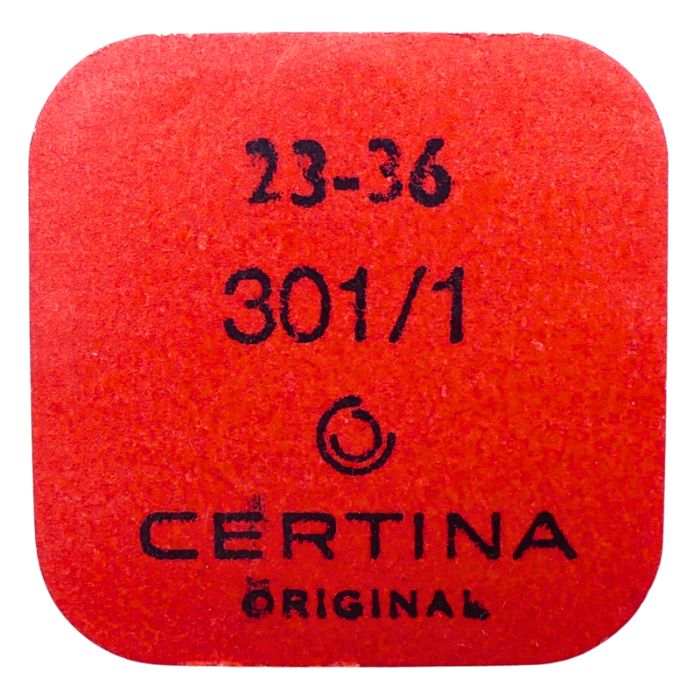 23-36
301/1
CERTINA
ORIGINAL